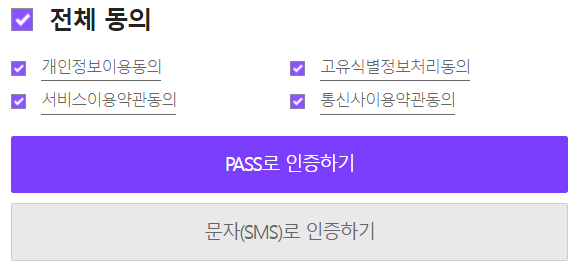 전체 동의
개인정보이용동의 고유식별정보처리동의
서비스이용약관동의 통신사이용약관동의
PASS로 인증하기
문자(SMS)로 인증하기